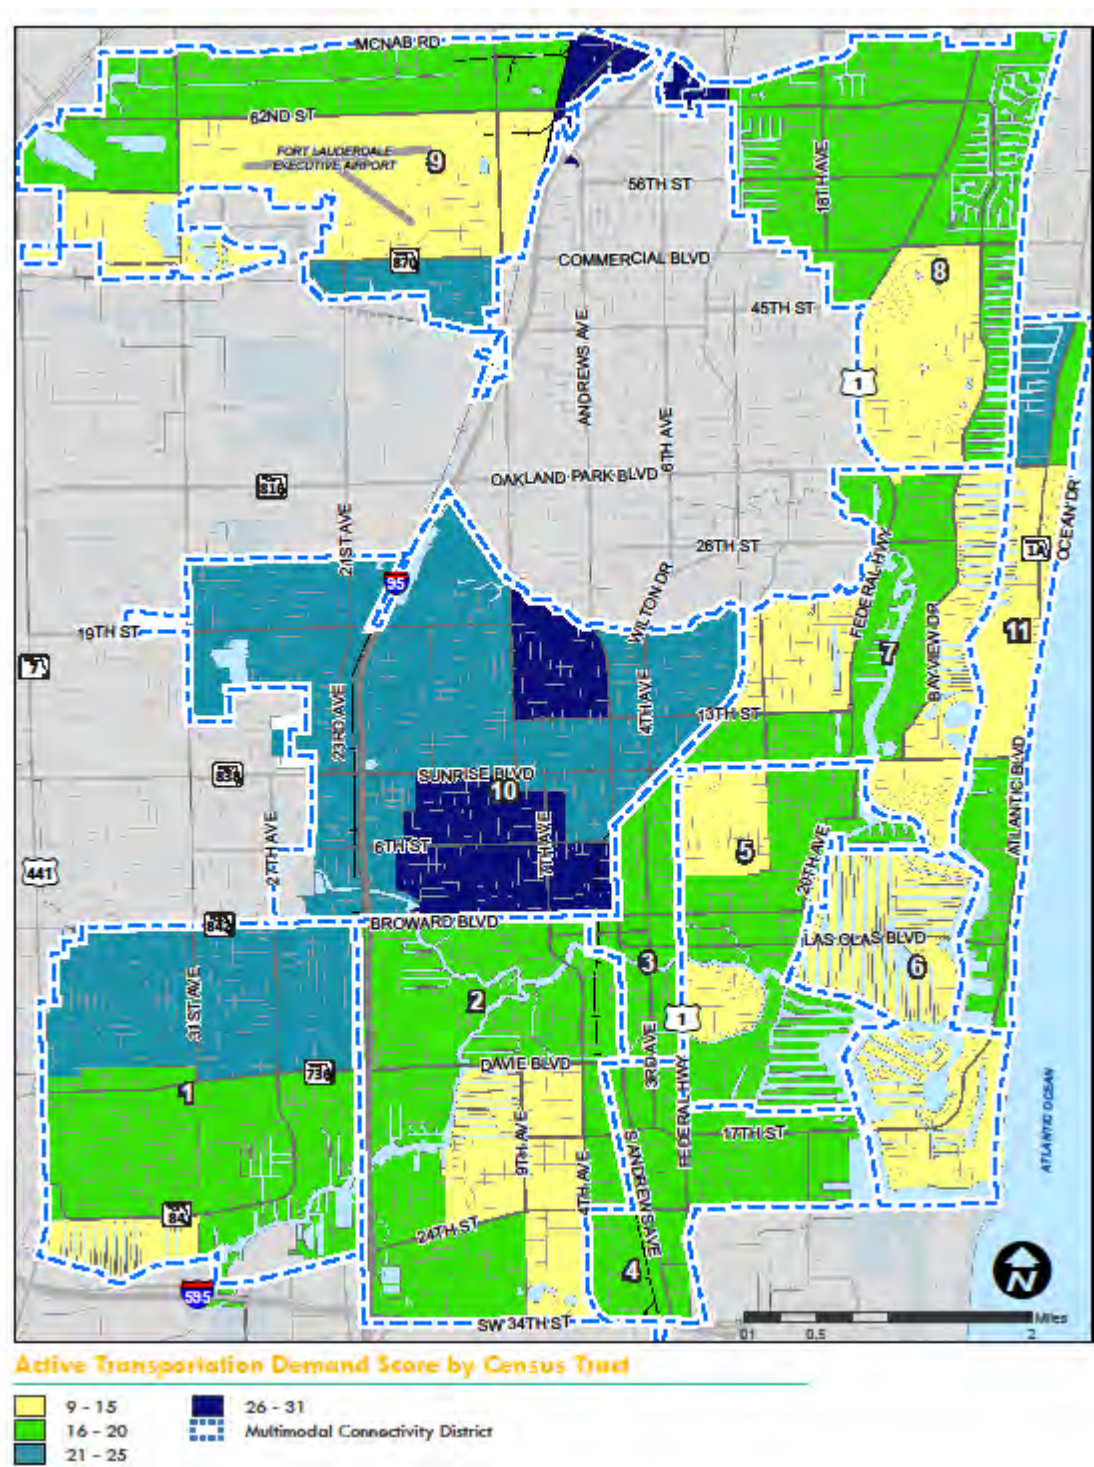 MCNAB RD
62ND ST
FORT LAUDERDALE
EXECUTIVE AIRPORT
9
56TH ST
18TH AVE
870
COMMERCIAL BLVD
8
45TH ST
ANDREWS AVE
1
6TH AVE
OAKLAND PARK BLVD
816
OCEAN DR
21ST AVE
26TH ST
1A
95
WILTON DR
FEDERAL HWY
19TH ST
11
7
7
BAYVIEW DR
23RD AVE
4TH AVE
13TH ST
838
SUNRISE BLVD
10
ATLANTIC BLVD
27TH AVE
6TH ST
5
20TH AVE
441
842
BROWARD BLVD
LAS OLAS BLVD
3
6
31ST AVE
2
1
3RD AVE
DAVIE BLVD
736
1
FEDERAL HWY
9TH AVE
17TH ST
ATLANTIC OCEAN
4TH AVE
S ANDREWS AVE
84
24TH ST
4
N
595
SW 34TH ST
Miles
0.5
2
Active Transportation Demand Score by Census Tract
9 - 15
26 - 31
16 - 20
Multimodal Connectivity District
21 - 25